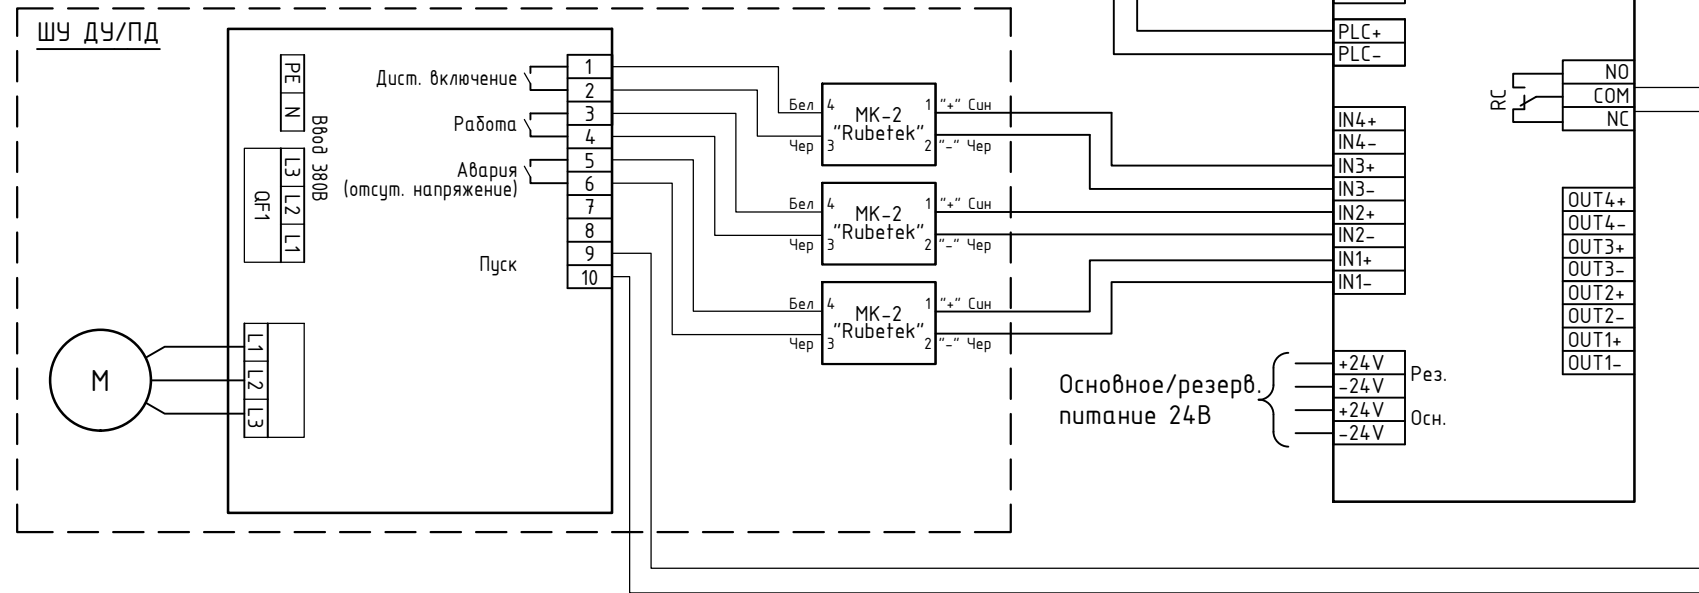 ШУ ДУ/ПД
PE
N
Ввод 380В
L3
L2
L1
QF1
Дист. включение
Работа
Авария
(отсут. напряжение)
Пуск
1
2
3
4
5
6
7
8
9
10
L1
L2
L3
М
Бел 4 МК-2 1 "+" Син
"Rubetek"
Чер 3 2 "-" Чер
Бел 4 МК-2 1 "+" Син
"Rubetek"
Чер 3 2 "-" Чер
Бел 4 МК-2 1 "+" Син
"Rubetek"
Чер 3 2 "-" Чер
PLC+
PLC-
IN4+
IN4-
IN3+
IN3-
IN2+
IN2-
IN1+
IN1-
Основное/резерв.
питание 24В
+24V
-24V
Рез.
+24V
-24V
Осн.
RC
NO
COM
NC
OUT4+
OUT4-
OUT3+
OUT3-
OUT2+
OUT2-
OUT1+
OUT1-